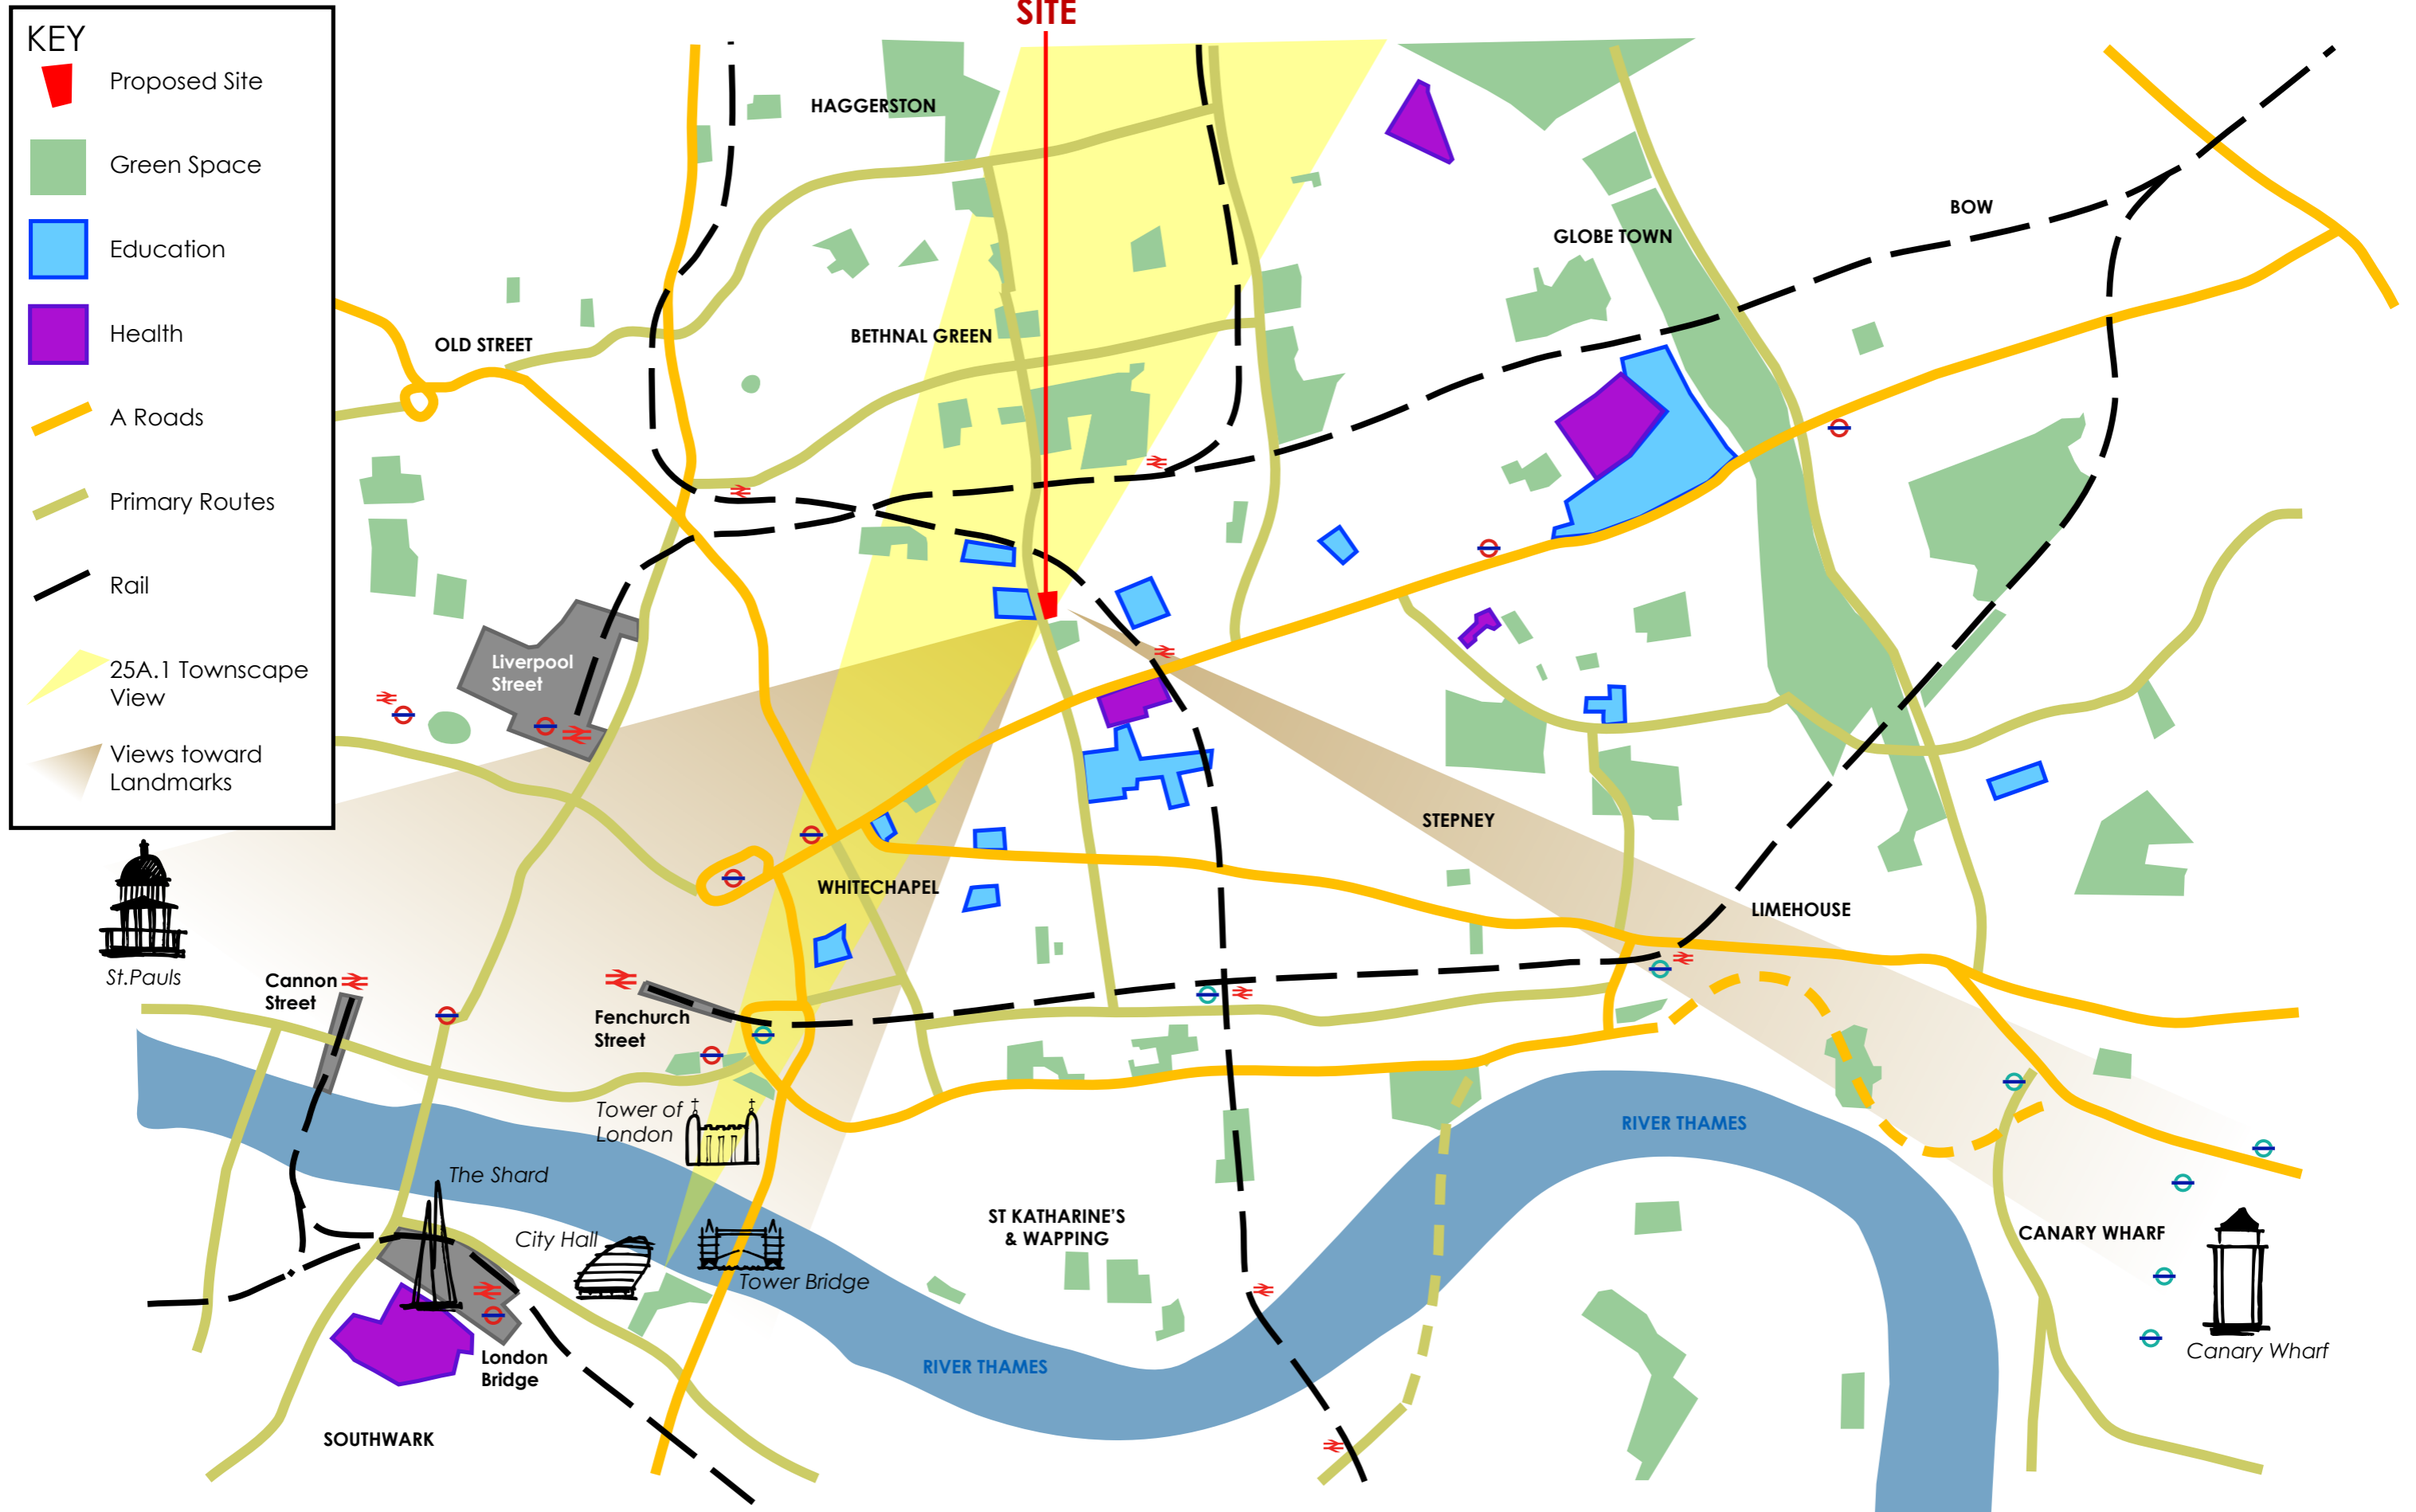 SITE
KEY
Proposed Site
Green Space
Education
Health
A Roads
Primary Routes
Rail
25A.1 Townscape
View
Views toward
Landmarks
HAGGERSTON
BOW
GLOBE TOWN
OLD STREET
BETHNAL GREEN
Liverpool
Street
STEPNEY
WHITECHAPEL
LIMEHOUSE
St.Pauls
Cannon
Street
Fenchurch
Street
Tower of
London
RIVER THAMES
The Shard
ST KATHARINE'S
& WAPPING
City Hall
CANARY WHARF
Tower Bridge
London
Bridge
RIVER THAMES
Canary Wharf
SOUTHWARK